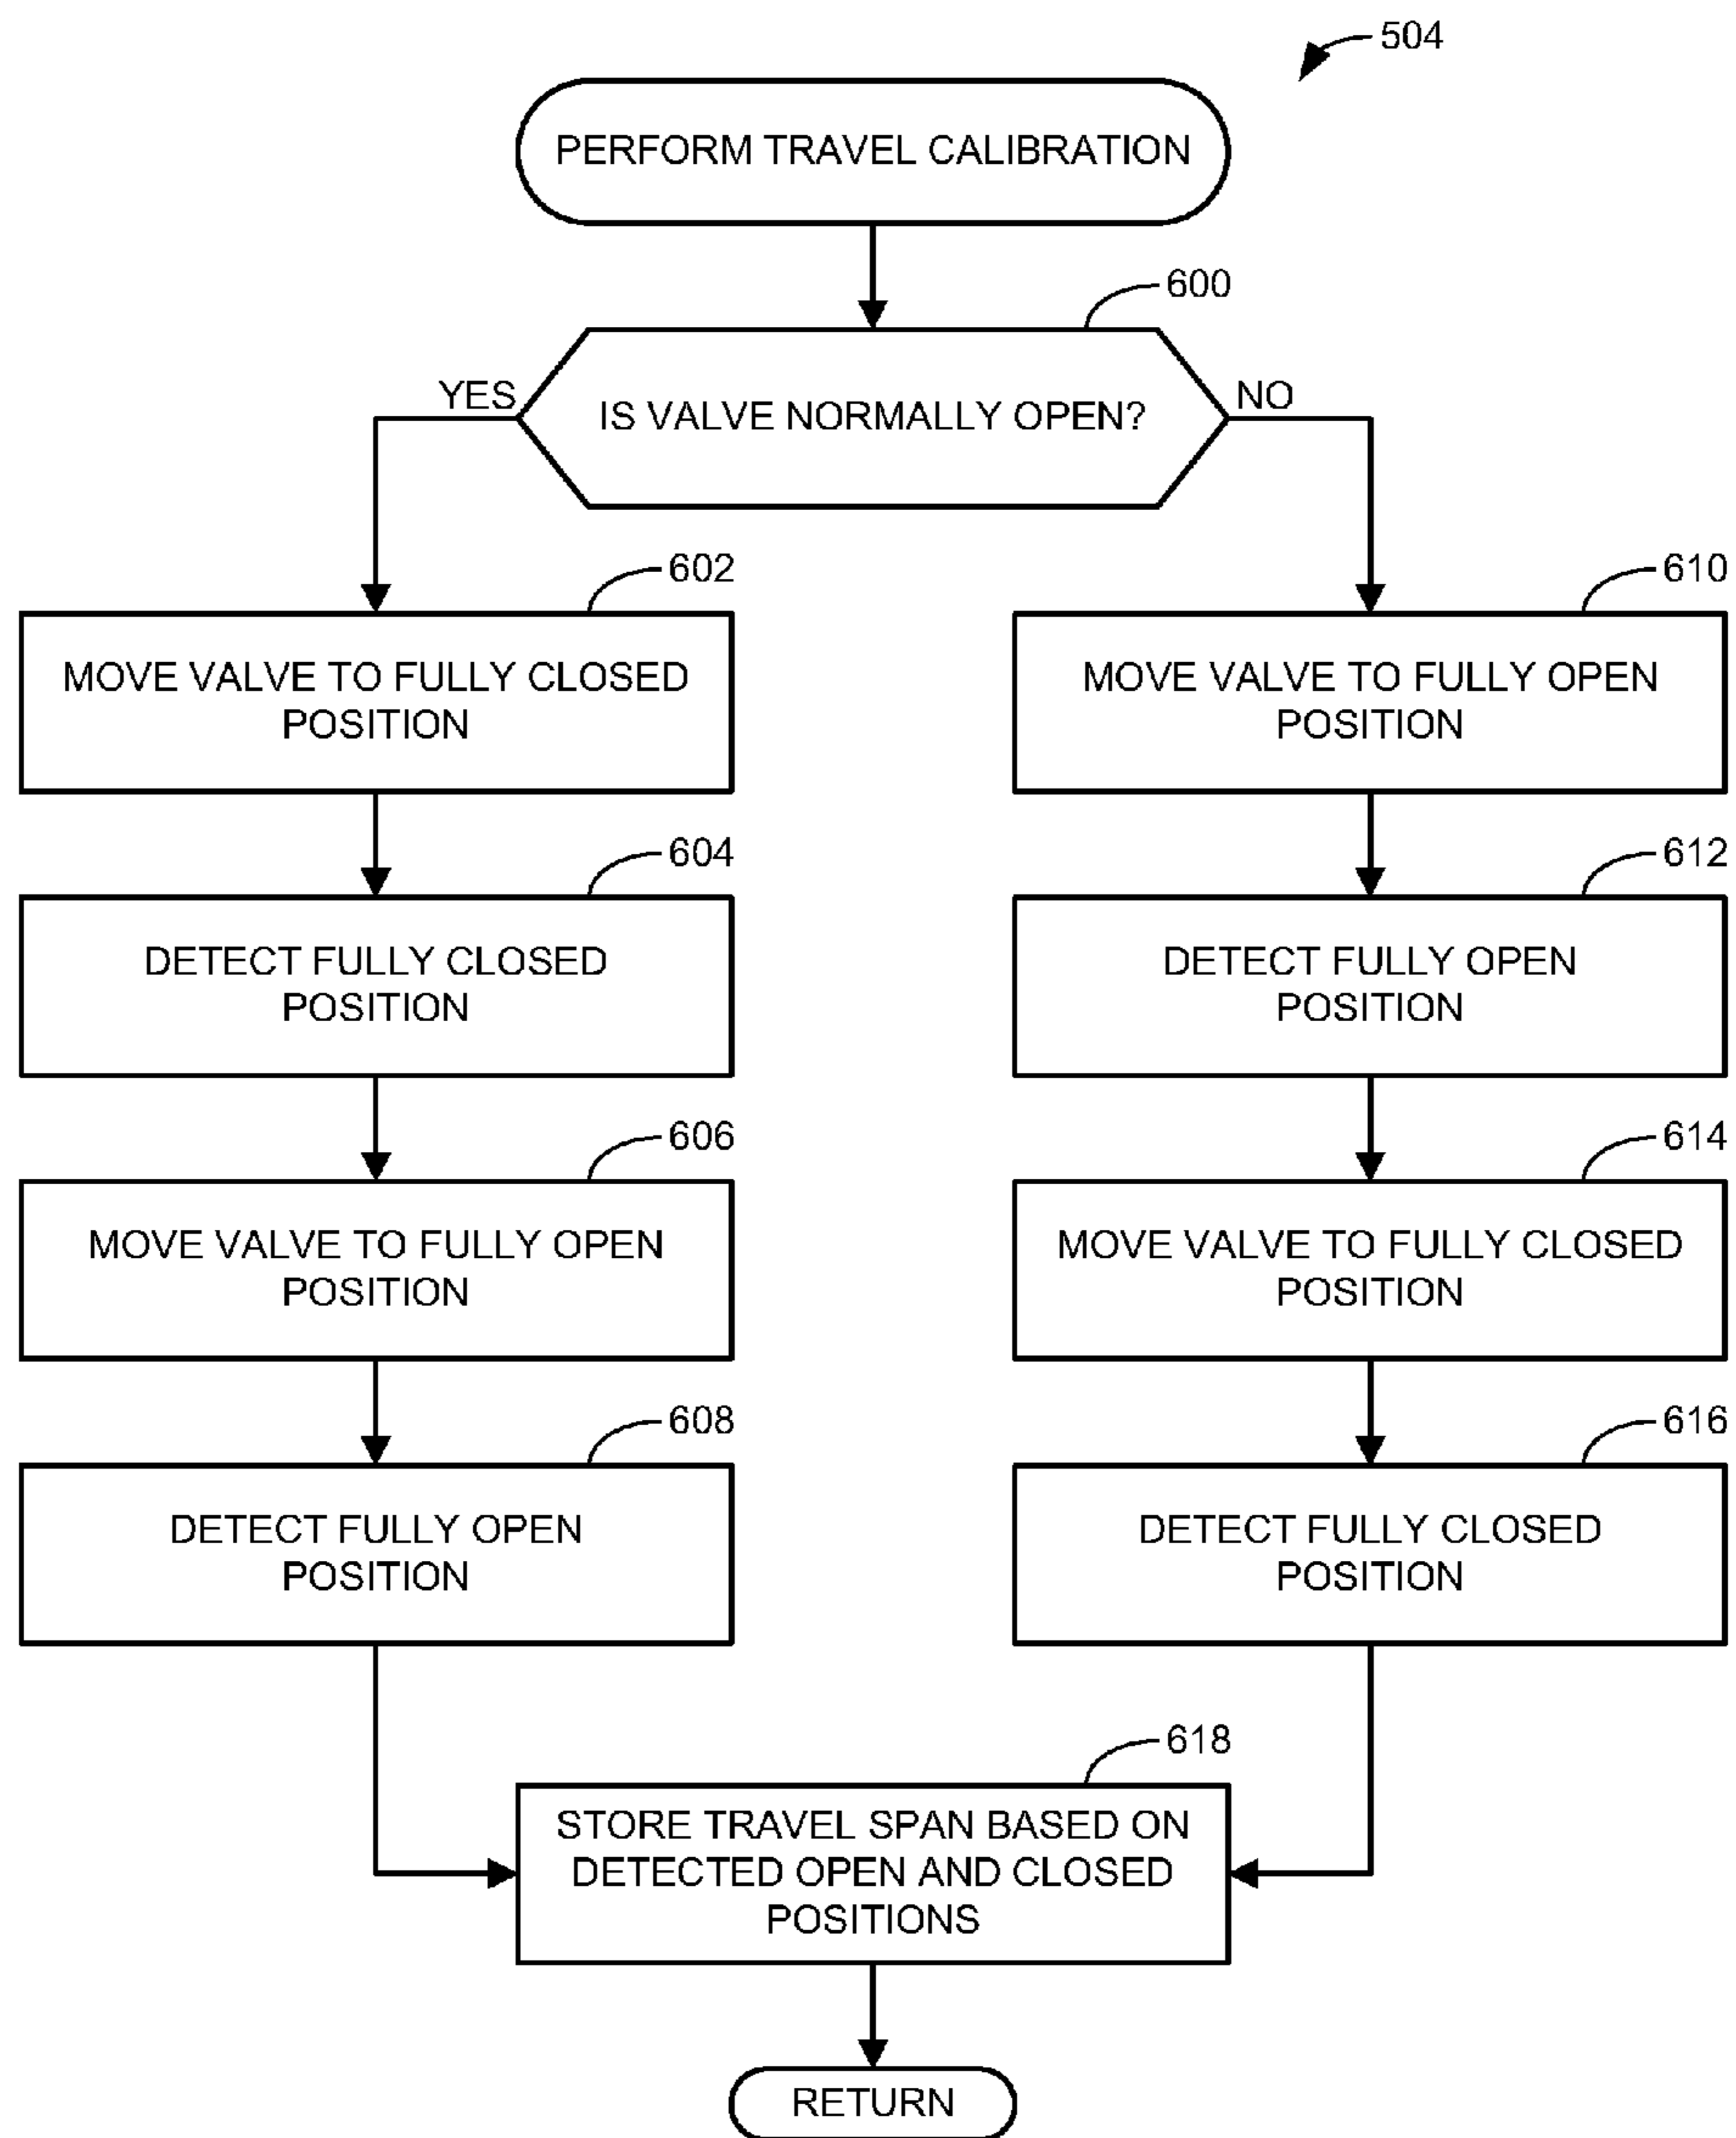 504
PERFORM TRAVEL CALIBRATION
600
YES
IS VALVE NORMALLY OPEN?
NO
602
MOVE VALVE TO FULLY CLOSED
POSITION
604
DETECT FULLY CLOSED
POSITION
606
MOVE VALVE TO FULLY OPEN
POSITION
608
DETECT FULLY OPEN
POSITION
610
MOVE VALVE TO FULLY OPEN
POSITION
612
DETECT FULLY OPEN
POSITION
614
MOVE VALVE TO FULLY CLOSED
POSITION
616
DETECT FULLY CLOSED
POSITION
618
STORE TRAVEL SPAN BASED ON
DETECTED OPEN AND CLOSED
POSITIONS
RETURN